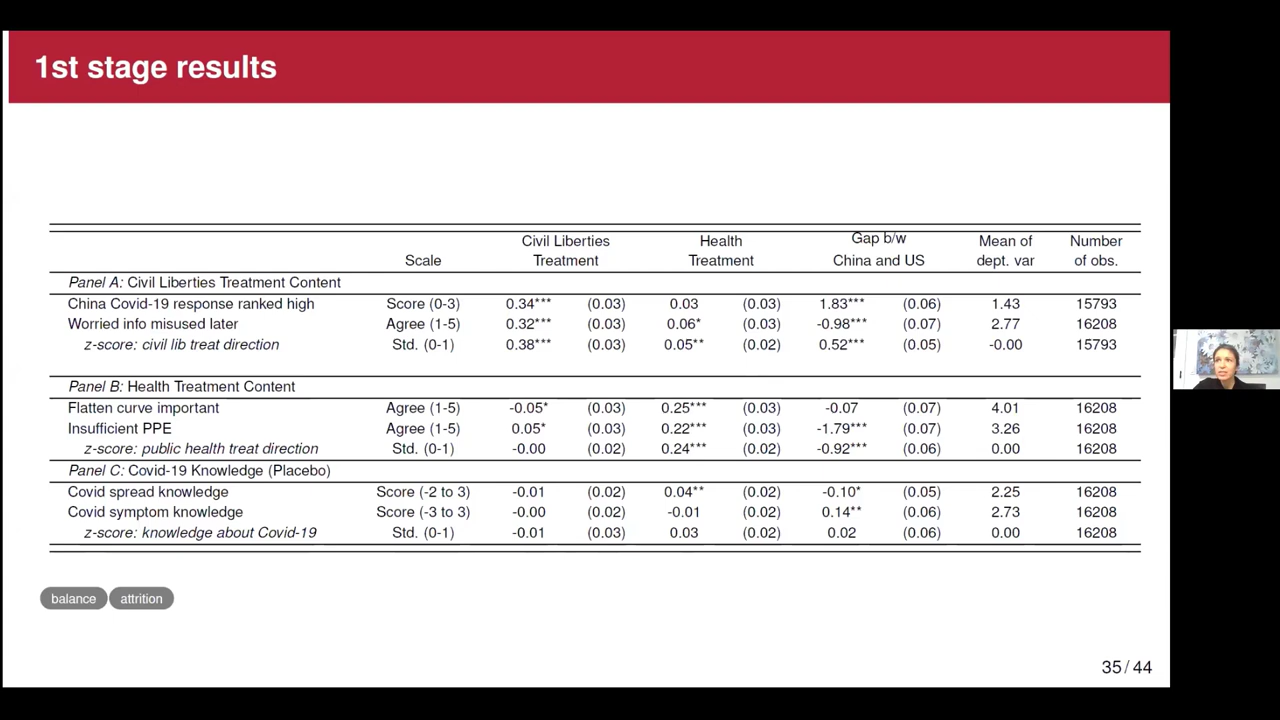 1st stage results
Civil Liberties Health Gap b/w Mean of Number
Scale Treatment Treatment China and US dept. var of obs.
Panel A: Civil Liberties Treatment Content
China Covid-19 response ranked high Score (0-3) 0.34*** (0.03) 0.03 (0.03) 1.83*** (0.06) 1.43 15793
Worried info misused later Agree (1-5) 0.32*** (0.03) 0.06* (0.03) -0.98*** (0.07) 2.77 16208
z-score: civil lib treat direction Std. (0-1) 0.38*** (0.03) 0.05** (0.02) 0.52*** (0.05) -0.00 15793
Panel B: Health Treatment Content
Flatten curve important Agree (1-5) -0.05* (0.03) 0.25*** (0.03) -0.07 (0.07) 4.01 16208
Insufficient PPE Agree (1-5) 0.05* (0.03) 0.22*** (0.03) -1.79*** (0.07) 3.26 16208
z-score: public health treat direction Std. (0-1) -0.00 (0.02) 0.24*** (0.02) -0.92*** (0.06) 0.00 16208
Panel C: Covid-19 Knowledge (Placebo)
Covid spread knowledge Score (-2 to 3) -0.01 (0.02) 0.04** (0.02) -0.10* (0.05) 2.25 16208
Covid symptom knowledge Score (-3 to 3) -0.00 (0.02) -0.01 (0.02) 0.14** (0.06) 2.73 16208
z-score: knowledge about Covid-19 Std. (0-1) -0.01 (0.03) 0.03 (0.02) 0.02 (0.06) 0.00 16208
balance attrition
35 / 44